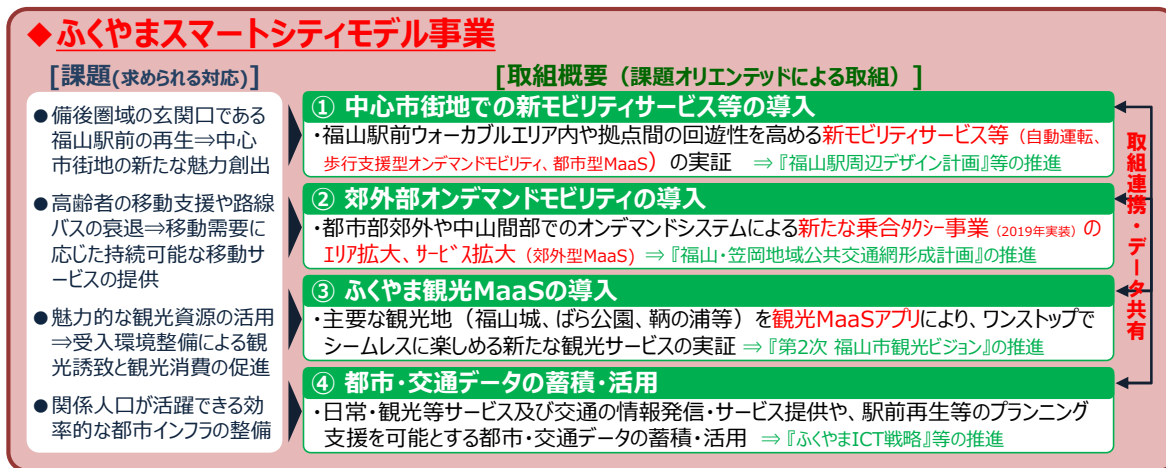 ◆ふくやまスマートシティモデル事業
[課題(求められる対応)]
[取組概要（課題オリエンテッドによる取組）]
●備後圏域の玄関口である
福山駅前の再生⇒中心
市街地の新たな魅力創出
●高齢者の移動支援や路線
バスの衰退⇒移動需要に
応じた持続可能な移動サ
ービスの提供
●魅力的な観光資源の活用
⇒受入環境整備による観
光誘致と観光消費の促進
●関係人口が活躍できる効
率的な都市インフラの整備
① 中心市街地での新モビリティサービス等の導入
・福山駅前ウォーカブルエリア内や拠点間の回遊性を高める新モビリティサービス等（自動運転、
歩行支援型オンデマンドモビリティ、都市型MaaS）の実証 ⇒『福山駅周辺デザイン計画』等の推進
② 郊外部オンデマンドモビリティの導入
・都市部郊外や中山間部でのオンデマンドシステムによる新たな乗合タクシー事業（2019年実装）の
エリア拡大、サービス拡大（郊外型MaaS）⇒『福山・笠岡地域公共交通網形成計画』の推進
③ ふくやま観光MaaSの導入
・主要な観光地（福山城、ばら公園、鞆の浦等）を観光MaaSアプリにより、ワンストップで
シームレスに楽しめる新たな観光サービスの実証 ⇒『第2次 福山市観光ビジョン』の推進
④ 都市・交通データの蓄積・活用
・日常・観光等サービス及び交通の情報発信・サービス提供や、駅前再生等のプランニング
支援を可能とする都市・交通データの蓄積・活用 ⇒『ふくやまICT戦略』等の推進
取組連携・データ共有